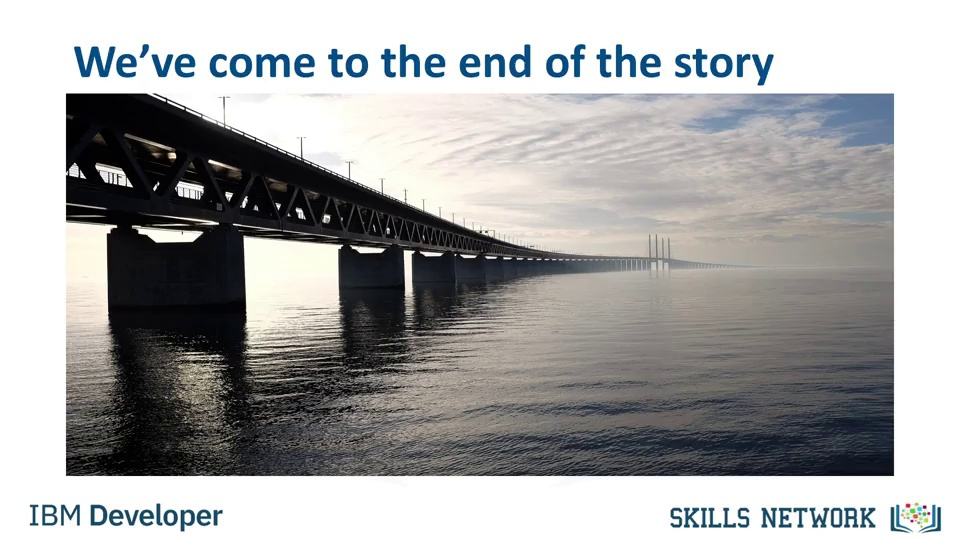 We’ve come to the end of the story
IBM Developer
SKILLS NETWORK